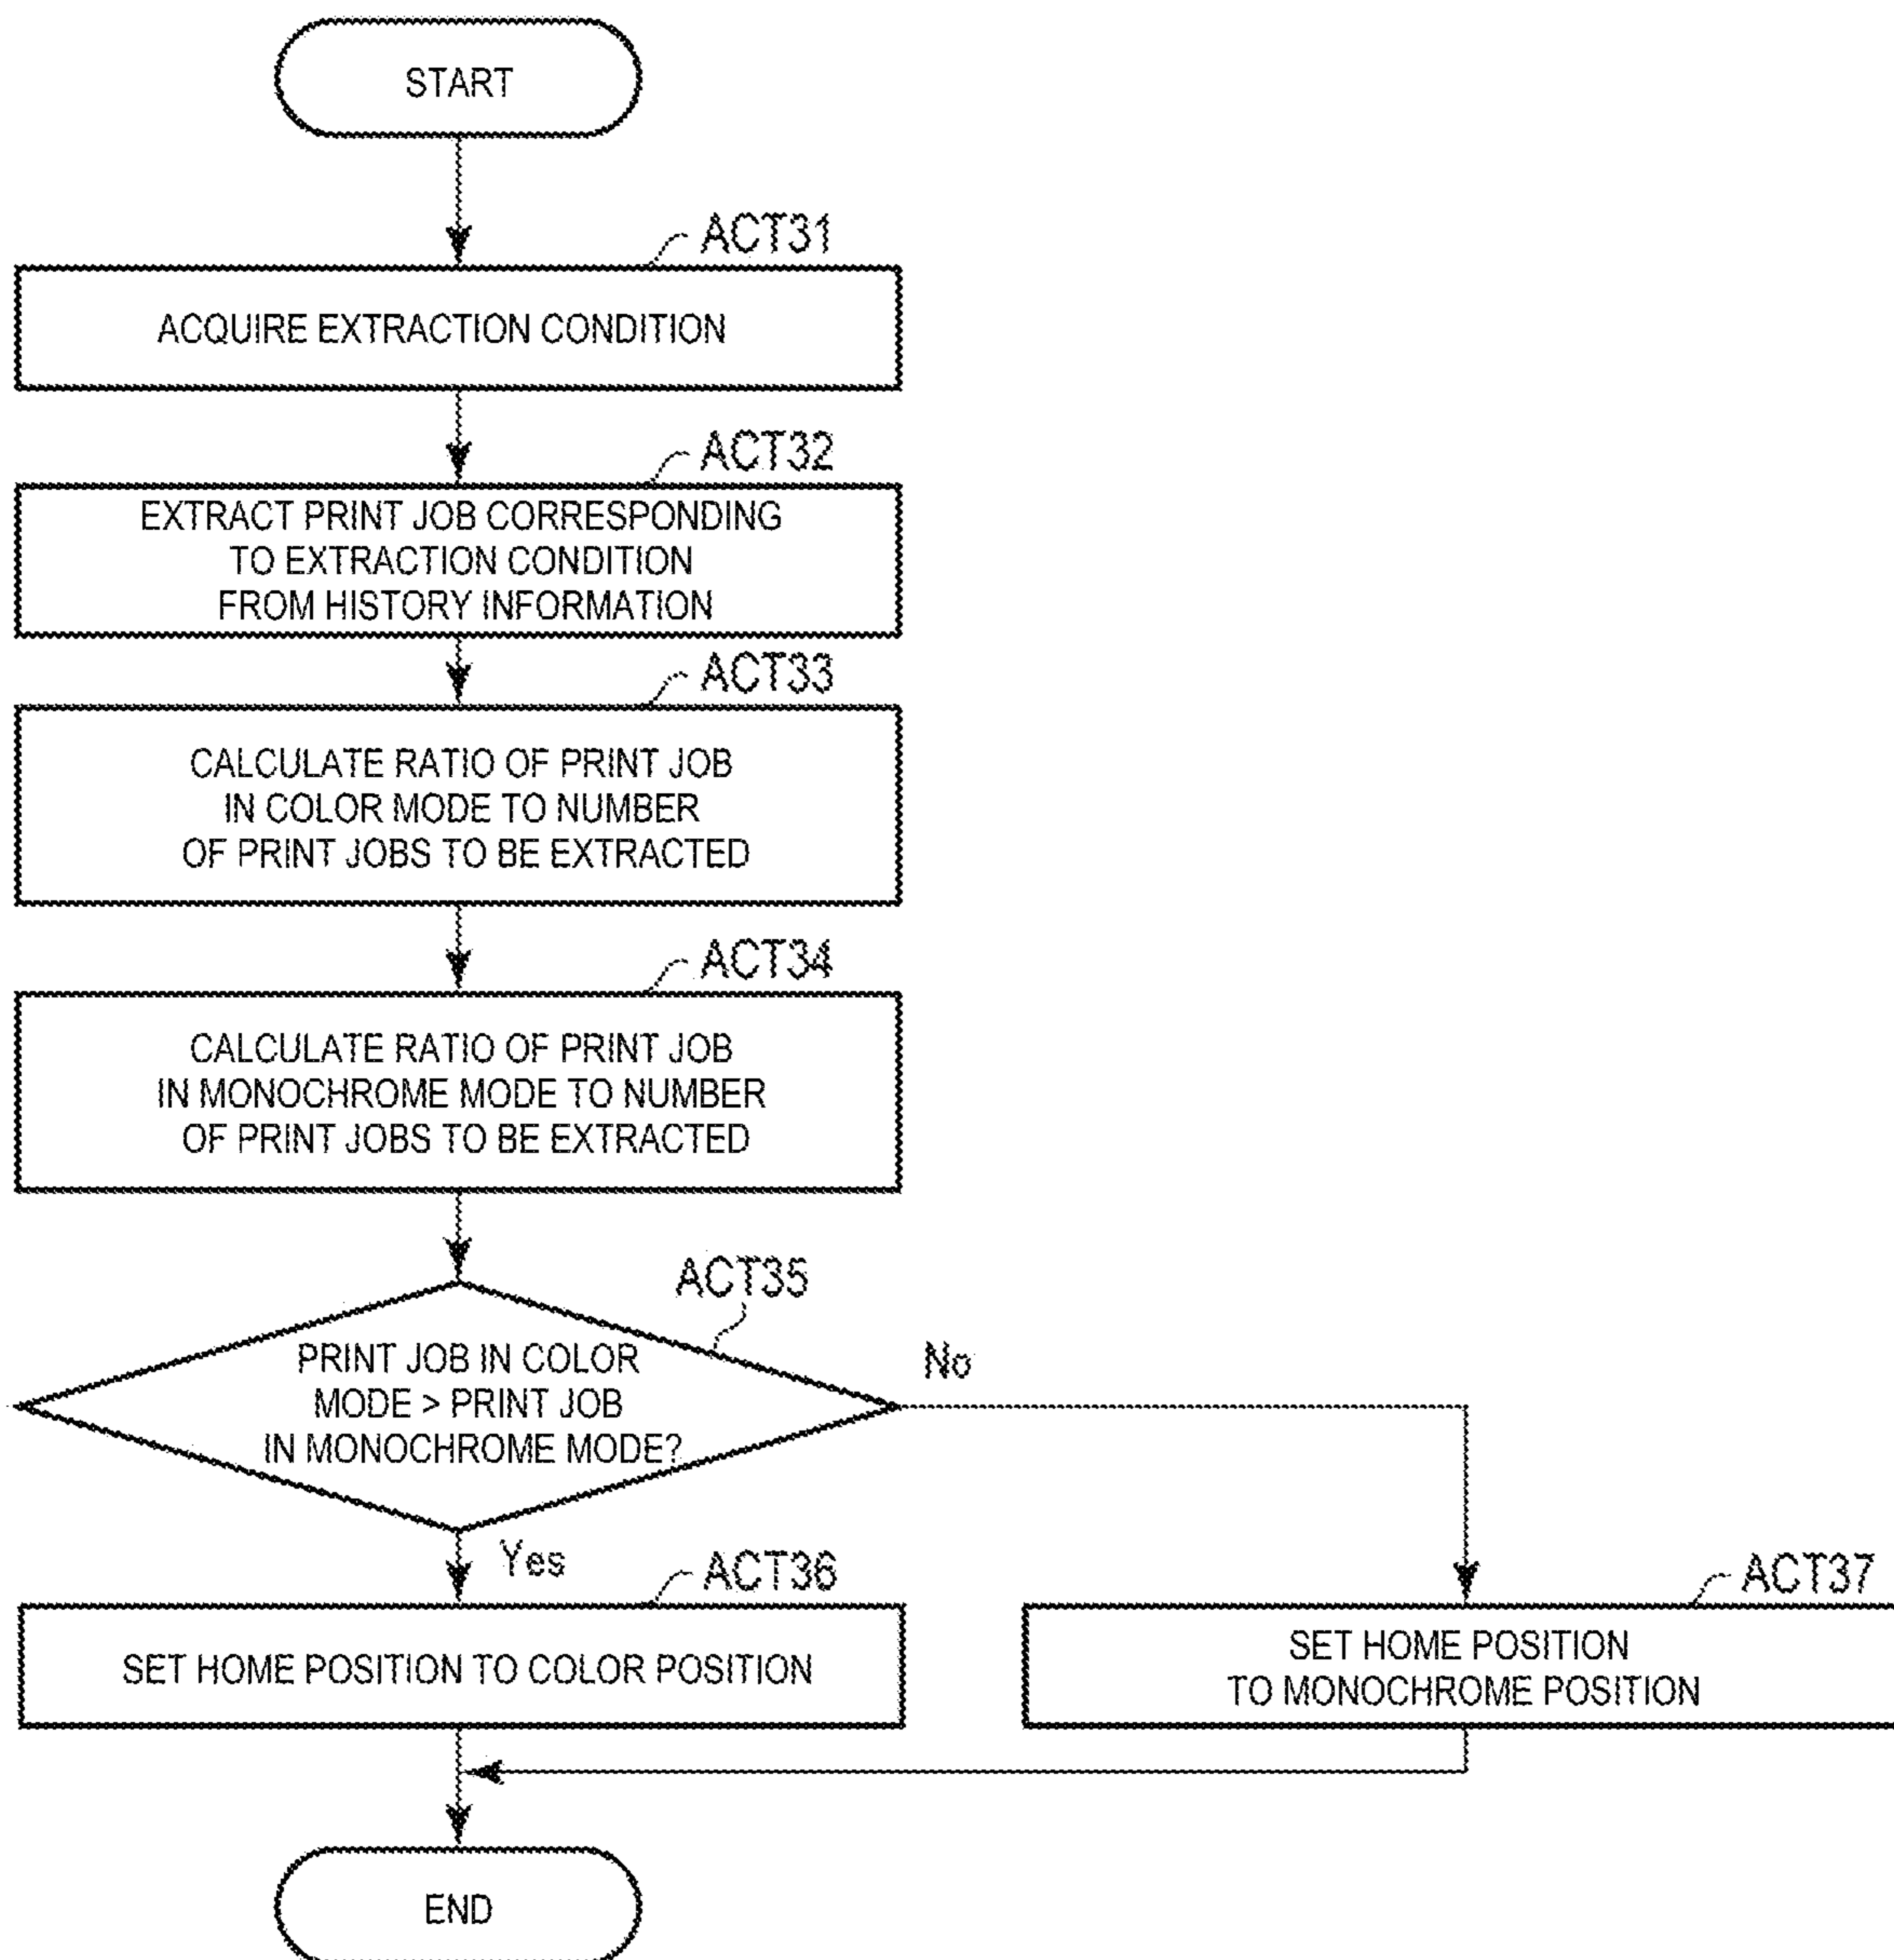 START
ACT31
ACQUIRE EXTRACTION CONDITION
ACT32
EXTRACT PRINT JOB CORRESPONDING
TO EXTRACTION CONDITION
FROM HISTORY INFORMATION
ACT33
CALCULATE RATIO OF PRINT JOB
IN COLOR MODE TO NUMBER
OF PRINT JOBS TO BE EXTRACTED
ACT34
CALCULATE RATIO OF PRINT JOB
IN MONOCHROME MODE TO NUMBER
OF PRINT JOBS TO BE EXTRACTED
ACT35
PRINT JOB IN COLOR
MODE > PRINT JOB
IN MONOCHROME MODE?
No
Yes
ACT36
SET HOME POSITION TO COLOR POSITION
ACT37
SET HOME POSITION
TO MONOCHROME POSITION
END